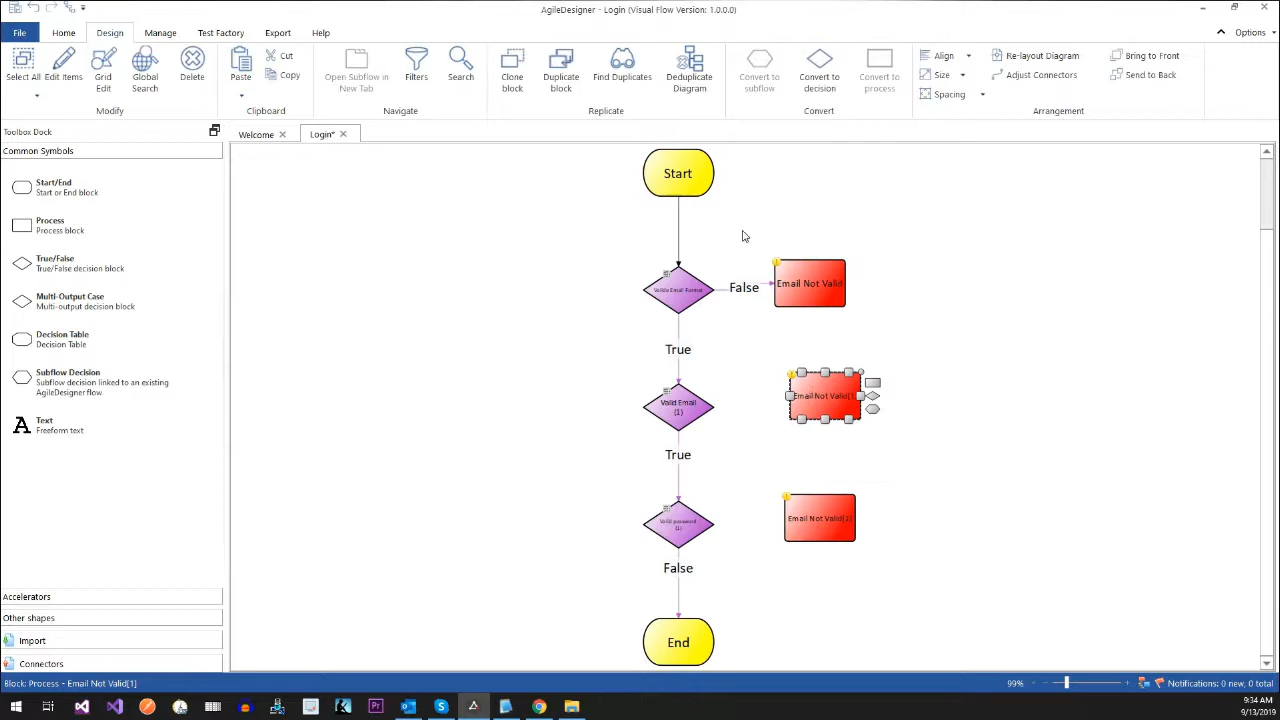 AgileDesigner - Login (Visual Flow Version: 1.0.0.0)
File
Home
Design
Manage
Test Factory
Export
Help
Options
Select All
Edit Items
Grid Edit
Global Search
Delete
Paste
Cut
Copy
Open Subflow in New Tab
Filters
Search
Clone block
Duplicate block
Find Duplicates
Deduplicate Diagram
Convert to subflow
Convert to decision
Convert to process
Align
Size
Spacing
Re-layout Diagram
Adjust Connectors
Bring to Front
Send to Back
Modify
Clipboard
Navigate
Replicate
Convert
Arrangement
Toolbox Dock
Welcome
Login*
Common Symbols
Start/End
Start or End block
Process
Process block
True/False
True/False decision block
Multi-Output Case
Multi-output decision block
Decision Table
Decision Table
Subflow Decision
Subflow decision linked to an existing
AgileDesigner flow
A Text
Freeform text
Accelerators
Other shapes
Import
Connectors
Start
Valide Email Format
False
Email Not Valid
True
Valid Email
(1)
Email Not Valid[1
True
Valid password
(1)
Email Not Valid[2]
False
End
Block: Process - Email Not Valid[1]
99%
Notifications: 0 new, 0 total
Pr
9:34 AM
9/13/2019